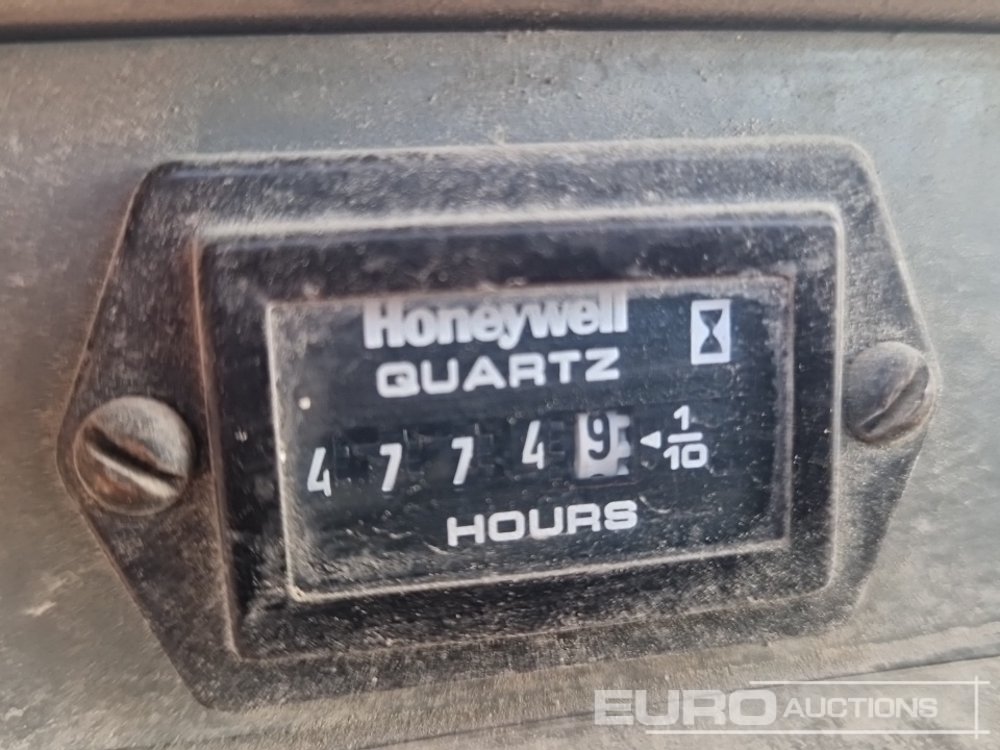 Honeywell
QUARTZ
4 7 7 4 9 ◄ 1/10
HOURS
EURO AUCTIONS